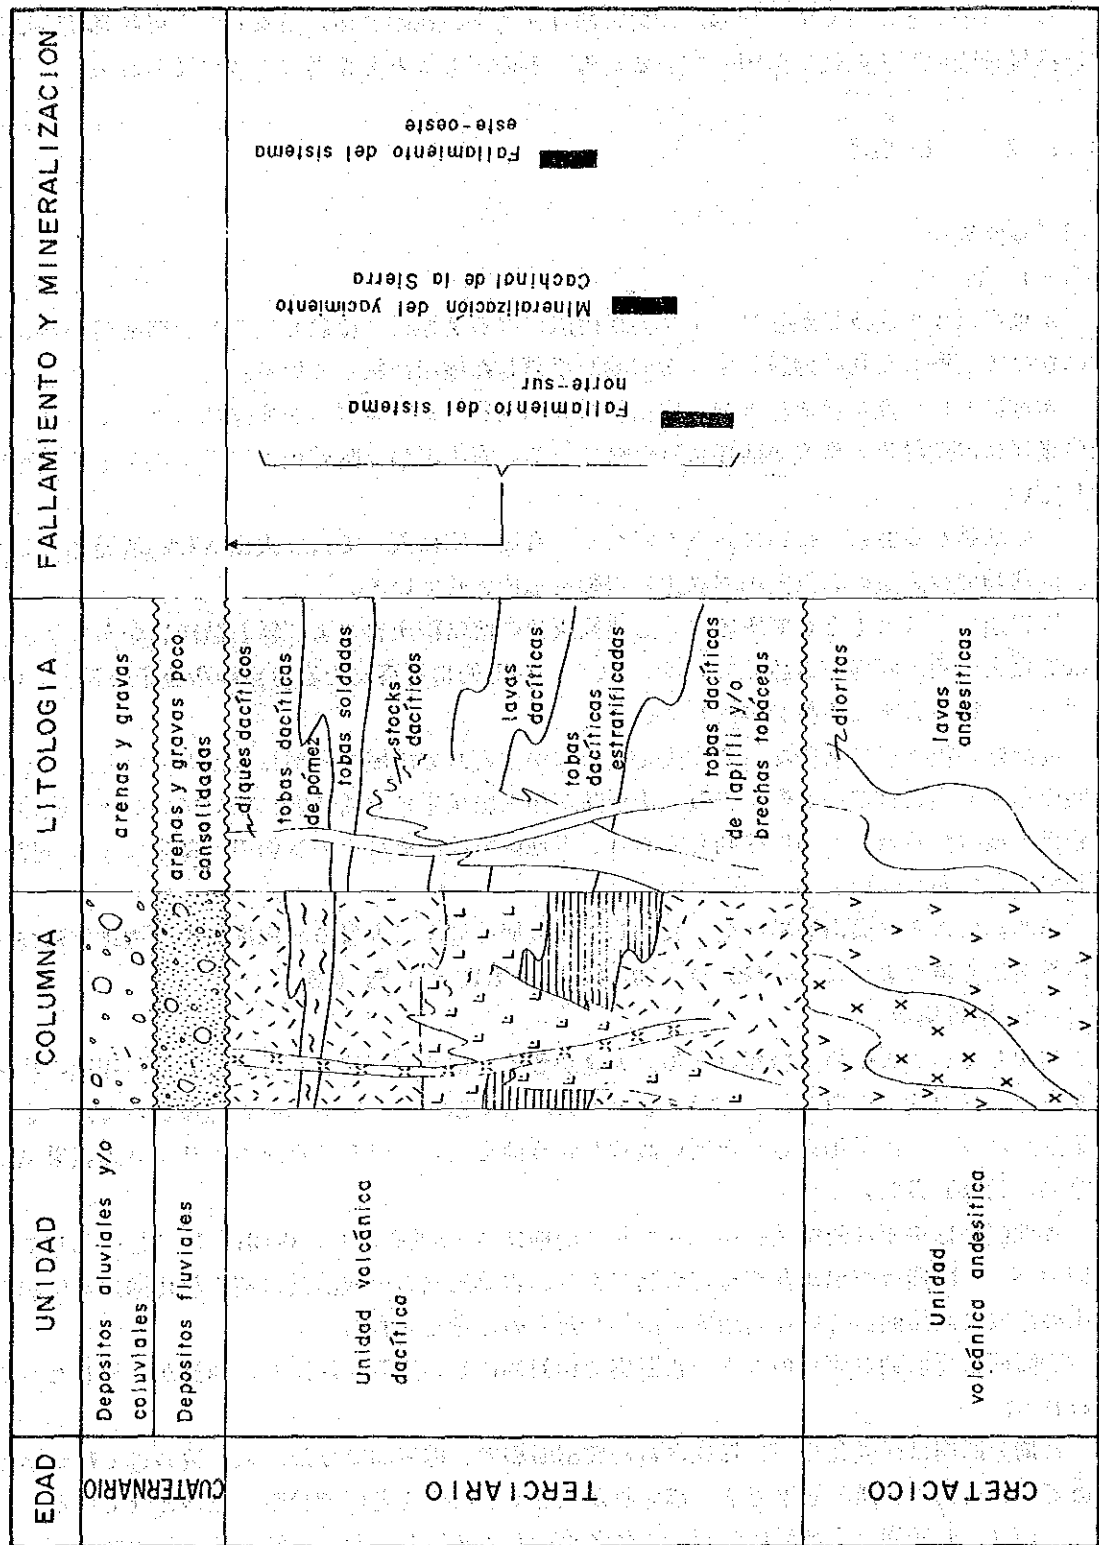 EDAD
UNIDAD
COLUMNA
LITOLOGIA
FALLAMIENTO Y MINERALIZACION
CUATERNARIO
Depositos aluviales y/o
coluviales
arenas y gravas
Depositos fluviales
arenas y gravas poco
consolidadas
TERCIARIO
Unidad volcánica
dacítica
diques dacíticos
tobas dacíticas
de pómez
tobas soldadas
stocks
dacíticos
lavas
dacíticas
tobas
dacíticas
estratificadas
tobas dacíticas
de lapilli y/o
brechas tobáceas
Fallamiento del sistema
norte-sur
Mineralización del yacimiento
Cachinal de la Sierra
Fallamiento del sistema
este-oeste
CRETACICO
Unidad
volcánica andesítica
dioritas
lavas
andesíticas